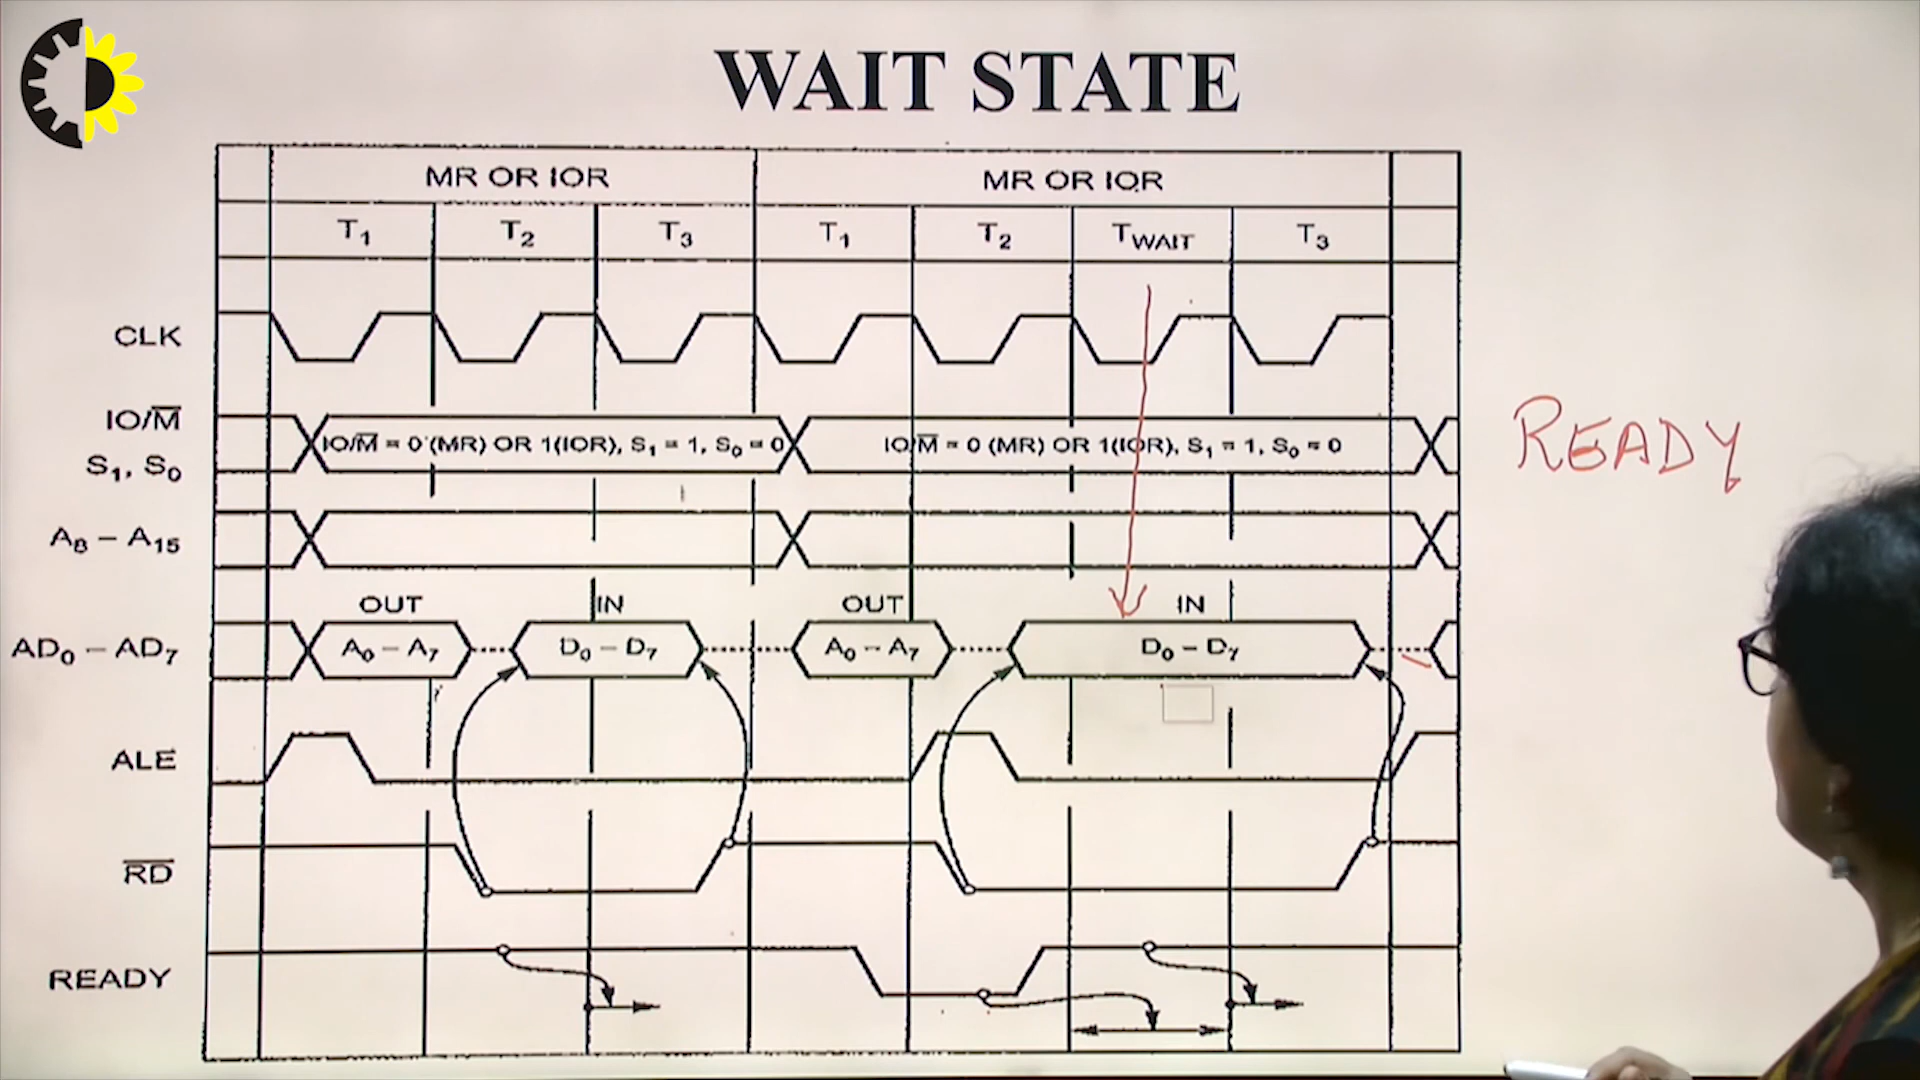 WAIT STATE
MR OR IOR MR OR IOR
T1 T2 T3 T1 T2 TWAIT T3
CLK
IO/M̅
S1, S0
IO/M̅ = 0 (MR) OR 1(IOR), S1 = 1, S0 = 0
IO/M̅ = 0 (MR) OR 1(IOR), S1 = 1, S0 = 0
READY
A8 – A15
OUT IN OUT IN
AD0 – AD7 A0 – A7 D0 – D7 A0 – A7 D0 – D7
ALE
R̅D̅
READY